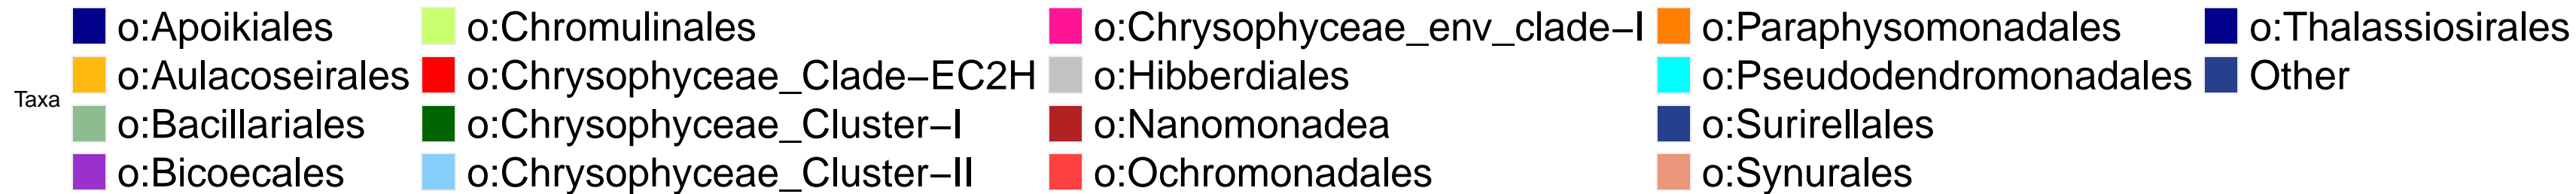 Taxa
o:Apoikiales
o:Aulacoseirales
o:Bacillariales
o:Bicoecales
o:Chromulinales
o:Chrysophyceae_Clade−EC2H
o:Chrysophyceae_Cluster−I
o:Chrysophyceae_Cluster−II
o:Chrysophyceae_env_clade−I
o:Hibberdiales
o:Nanomonadea
o:Ochromonadales
o:Paraphysomonadales
o:Pseudodendromonadales
o:Surirellales
o:Synurales
o:Thalassiosirales
Other